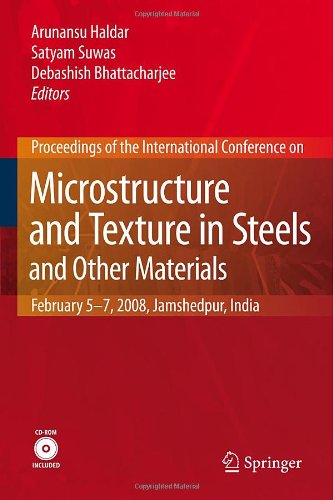 Arunansu Haldar
Satyam Suwas
Debashish Bhattacharjee
Editors
Proceedings of the International Conference on
Microstructure
and Texture in Steels
and Other Materials
February 5–7, 2008, Jamshedpur, India
CD-ROM
INCLUDED
Springer